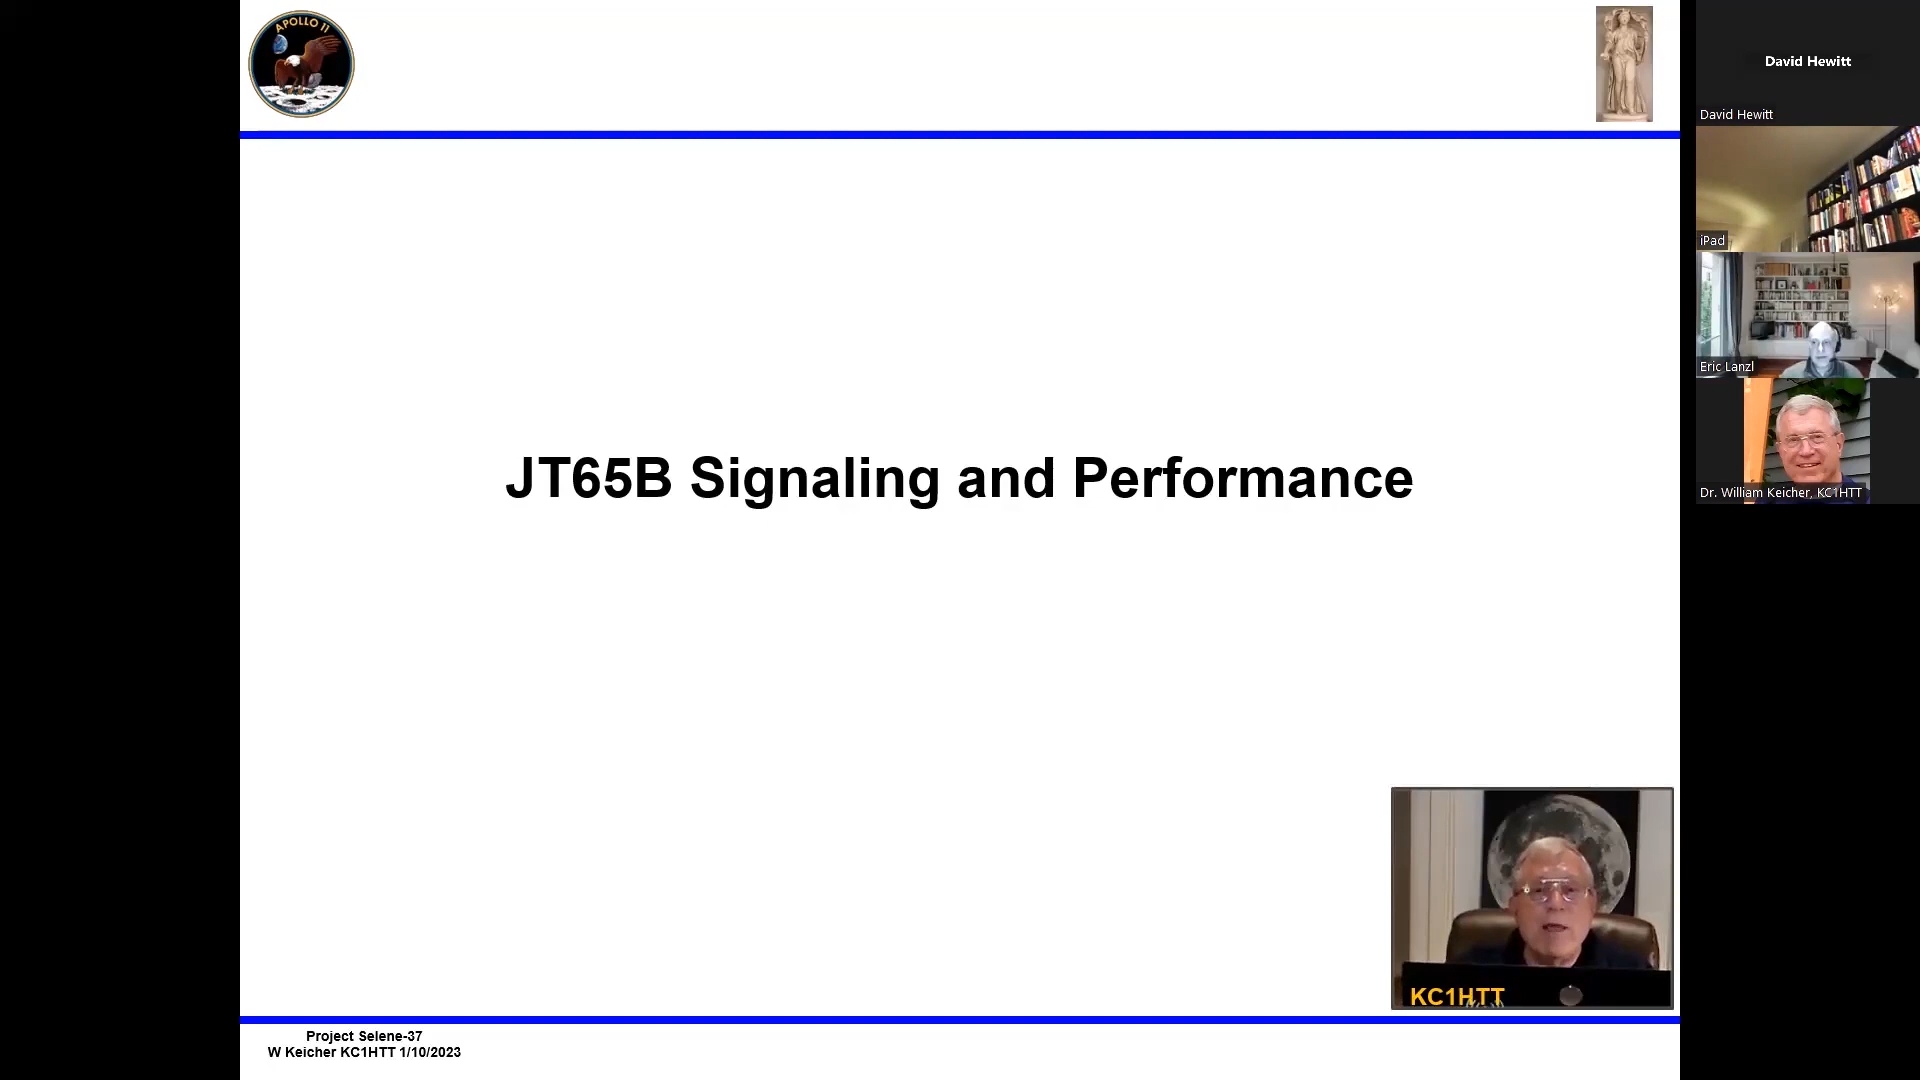 APOLLO 11
JT65B Signaling and Performance
KC1HTT
Project Selene-37
W Keicher KC1HTT 1/10/2023
David Hewitt
David Hewitt
iPad
Eric Lanzl
Dr. William Keicher, KC1HTT